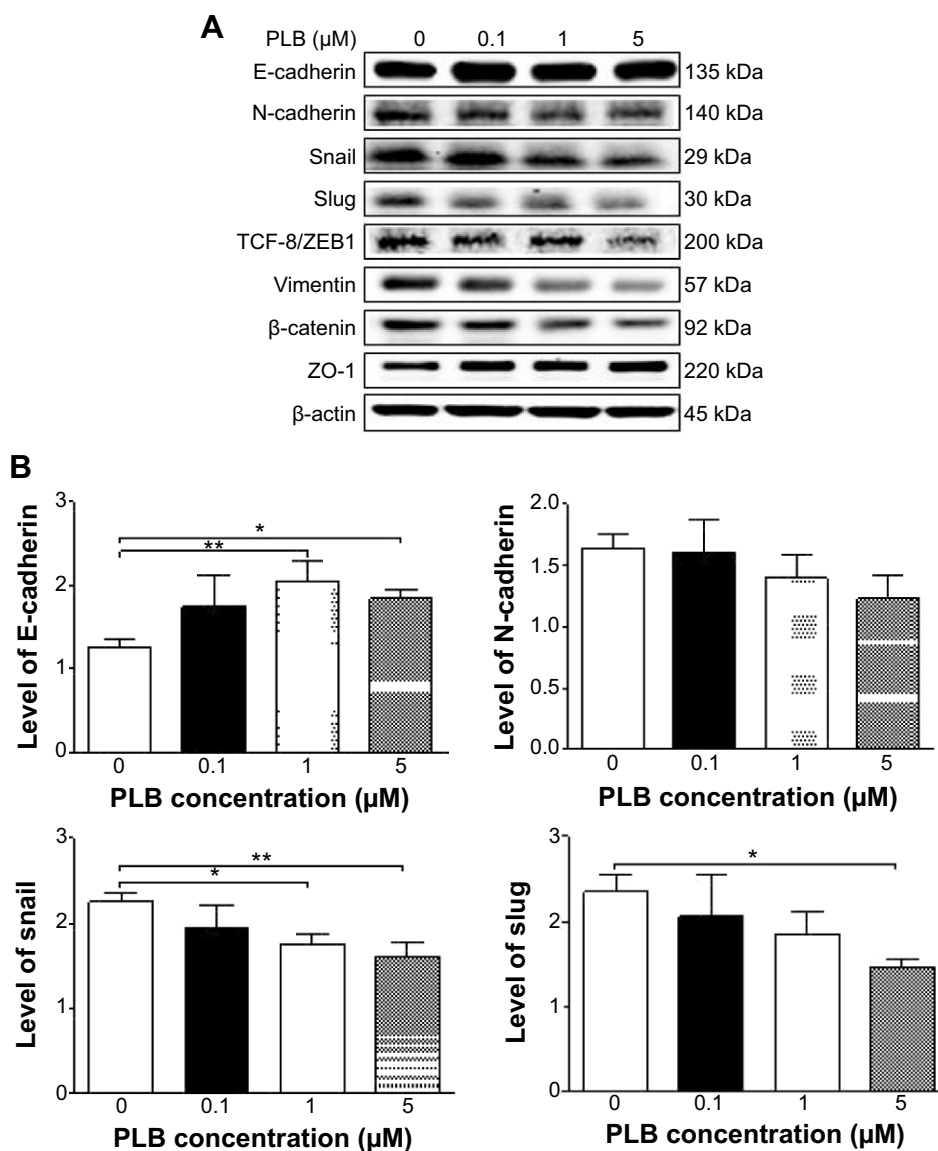 A
PLB (µM) 0 0.1 1 5
E-cadherin 135 kDa
N-cadherin 140 kDa
Snail 29 kDa
Slug 30 kDa
TCF-8/ZEB1 200 kDa
Vimentin 57 kDa
β-catenin 92 kDa
ZO-1 220 kDa
β-actin 45 kDa
B
Level of E-cadherin
3
2
1
0
*
**
0 0.1 1 5
PLB concentration (µM)
Level of N-cadherin
2.0
1.5
1.0
0.5
0.0
0 0.1 1 5
PLB concentration (µM)
Level of snail
3
2
1
0
**
*
0 0.1 1 5
PLB concentration (µM)
Level of slug
3
2
1
0
*
0 0.1 1 5
PLB concentration (µM)